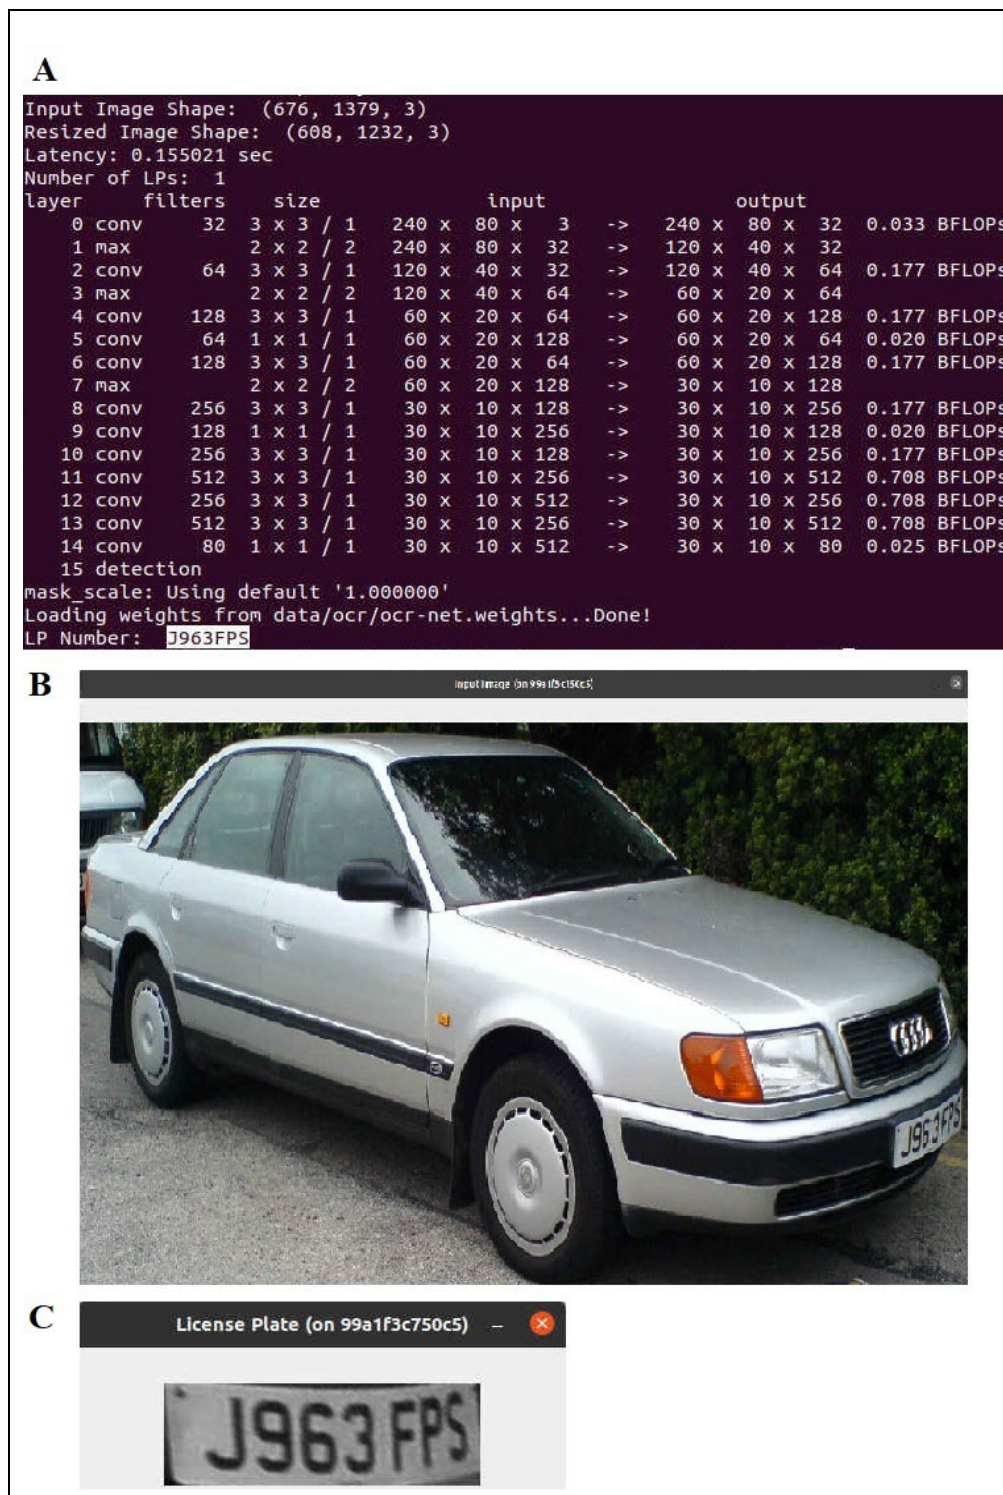 A
Input Image Shape:  (676, 1379, 3)
Resized Image Shape:  (608, 1232, 3)
Latency: 0.155021 sec
Number of LPs:  1
layer     filters    size              input                output
    0 conv     32  3 x 3 / 1   240 x  80 x   3   ->   240 x  80 x  32  0.033 BFLOPs
    1 max          2 x 2 / 2   240 x  80 x  32   ->   120 x  40 x  32
    2 conv     64  3 x 3 / 1   120 x  40 x  32   ->   120 x  40 x  64  0.177 BFLOPs
    3 max          2 x 2 / 2   120 x  40 x  64   ->    60 x  20 x  64
    4 conv    128  3 x 3 / 1    60 x  20 x  64   ->    60 x  20 x 128  0.177 BFLOPs
    5 conv     64  1 x 1 / 1    60 x  20 x 128   ->    60 x  20 x  64  0.020 BFLOPs
    6 conv    128  3 x 3 / 1    60 x  20 x  64   ->    60 x  20 x 128  0.177 BFLOPs
    7 max          2 x 2 / 2    60 x  20 x 128   ->    30 x  10 x 128
    8 conv    256  3 x 3 / 1    30 x  10 x 128   ->    30 x  10 x 256  0.177 BFLOPs
    9 conv    128  1 x 1 / 1    30 x  10 x 256   ->    30 x  10 x 128  0.020 BFLOPs
   10 conv    256  3 x 3 / 1    30 x  10 x 128   ->    30 x  10 x 256  0.177 BFLOPs
   11 conv    512  3 x 3 / 1    30 x  10 x 256   ->    30 x  10 x 512  0.708 BFLOPs
   12 conv    256  3 x 3 / 1    30 x  10 x 512   ->    30 x  10 x 256  0.708 BFLOPs
   13 conv    512  3 x 3 / 1    30 x  10 x 256   ->    30 x  10 x 512  0.708 BFLOPs
   14 conv     80  1 x 1 / 1    30 x  10 x 512   ->    30 x  10 x  80  0.025 BFLOPs
   15 detection
mask_scale: Using default '1.000000'
Loading weights from data/ocr/ocr-net.weights...Done!
LP Number:  J963FPS
B
Input Image (on 99a1f3c750c5)
J963 FPS
C
License Plate (on 99a1f3c750c5)
J963 FPS